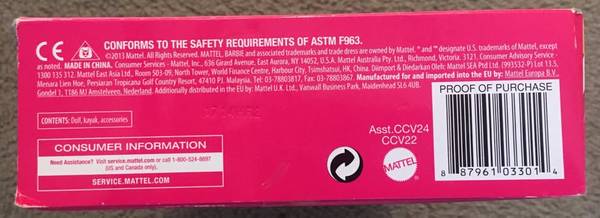 CE CONFORMS TO THE SAFETY REQUIREMENTS OF ASTM F963.
©2013 Mattel. All Rights Reserved. MATTEL, BARBIE and associated trademarks and trade dress are owned by Mattel. ® and ™ designate U.S. trademarks of Mattel, except
as noted. MADE IN CHINA. Consumer Services - Mattel, Inc., 636 Girard Avenue, East Aurora, NY 14052, U.S.A. Mattel Australia Pty. Ltd., Richmond, Victoria. 3121. Consumer Advisory Service -
1300 135 312. Mattel East Asia Ltd., Room 503-09, North Tower, World Finance Centre, Harbour City, Tsimshatsui, HK, China. Diimport & Diedarkan Oleh: Mattel SEA Ptd Ltd. (993532-P) Lot 13.5,
Menara Lien Hoe, Persiaran Tropicana Golf Country Resort, 47410 PJ. Malaysia. Tel: 03-78803817, Fax: 03-78803867. Manufactured for and imported into the EU by: Mattel Europa B.V.,
Gondel 1, 1186 MJ Amstelveen, Nederland. Additionally distributed in the EU by: Mattel U.K. Ltd., Vanwall Business Park, Maidenhead SL6 4UB.
CONTENTS: Doll, kayak, accessories
CONSUMER INFORMATION
Need Assistance? Visit service.mattel.com or call 1-800-524-8697
(US and Canada only).
SERVICE.MATTEL.COM
Asst.CCV24
CCV22
MATTEL
PROOF OF PURCHASE
8 87961 03301 4